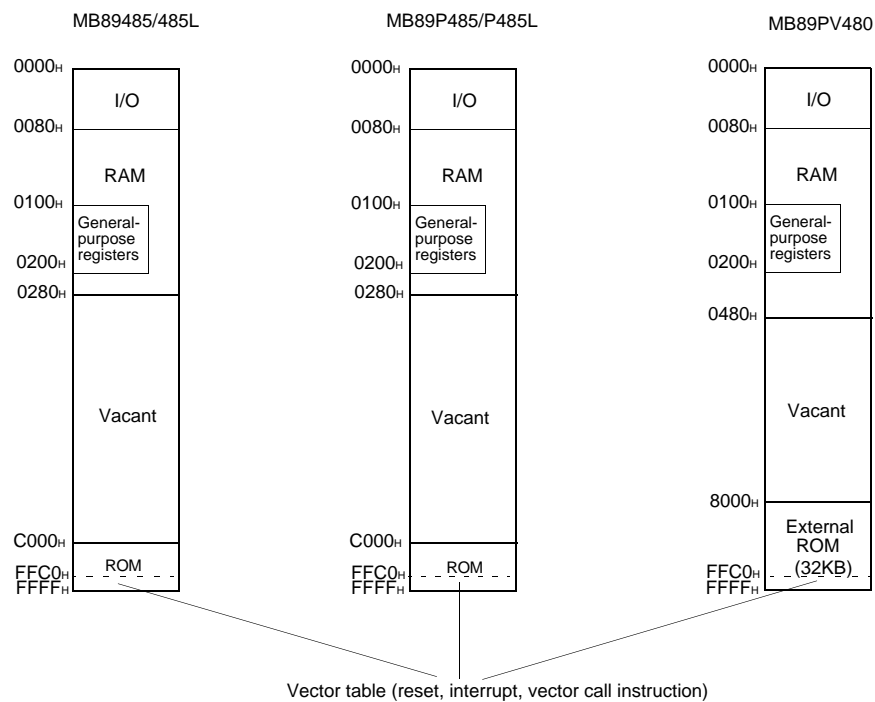 MB89485/485L
0000H
I/O
0080H
RAM
0100H
General-
purpose
registers
0200H
0280H
Vacant
C000H
ROM
FFC0H
FFFFH
MB89P485/P485L
0000H
I/O
0080H
RAM
0100H
General-
purpose
registers
0200H
0280H
Vacant
C000H
ROM
FFC0H
FFFFH
MB89PV480
0000H
I/O
0080H
RAM
0100H
General-
purpose
registers
0200H
0480H
Vacant
8000H
External
ROM
(32KB)
FFC0H
FFFFH
Vector table (reset, interrupt, vector call instruction)